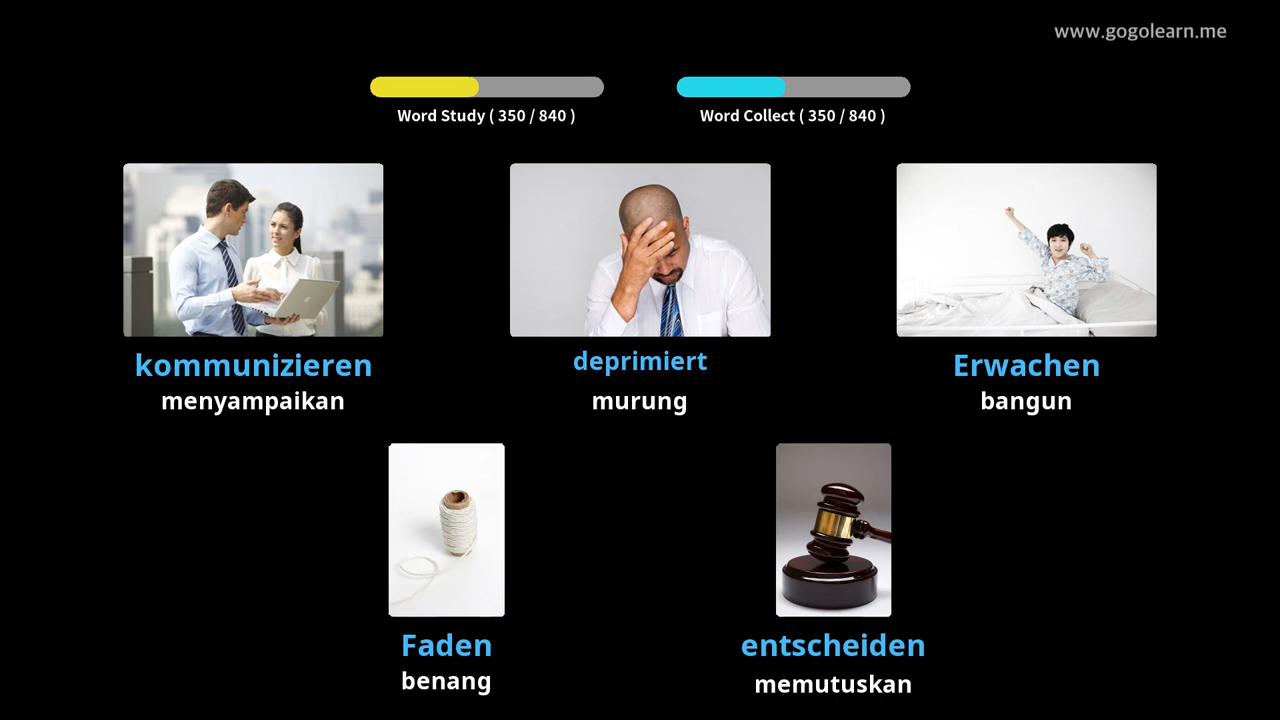 www.gogolearn.me
Word Study ( 350 / 840 )
Word Collect ( 350 / 840 )
kommunizieren
menyampaikan
deprimiert
murung
Erwachen
bangun
Faden
benang
entscheiden
memutuskan